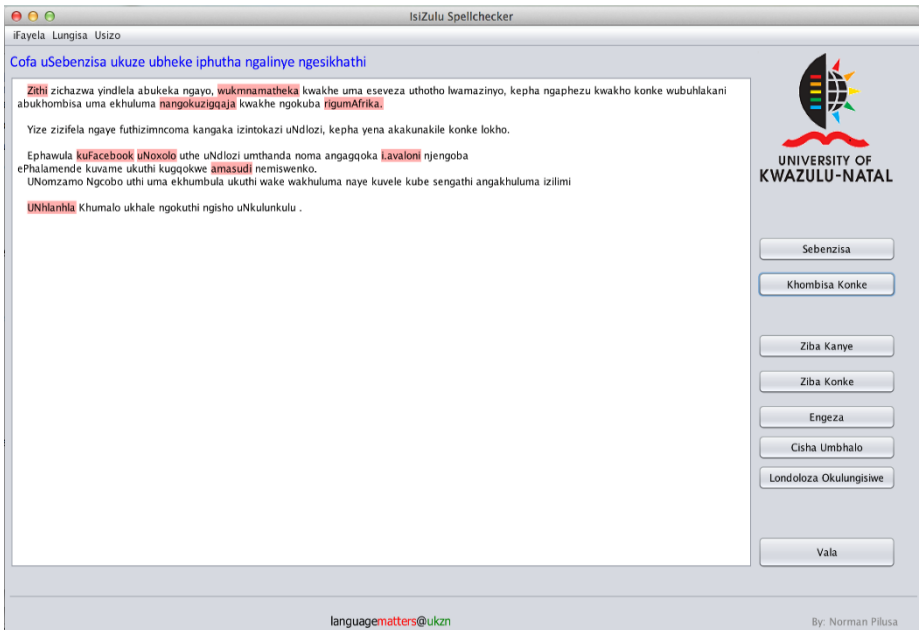 IsiZulu Spellchecker
iFayela Lungisa Usizo
Cofa uSebenzisa ukuze ubheke iphutha ngalinye ngesikhathi
Zithi zichazwa yindlela abukeka ngayo, wukmnamatheka kwakhe uma eseveza uthotho lwamazinyo, kepha ngaphezu kwakho konke wubuhlakani
abukhombisa uma ekhuluma nangokuzigqaja kwakhe ngokuba rigumAfrika.
Yize zizifela ngaye futhizimncoma kangaka izintokazi uNdlozi, kepha yena akakunakile konke lokho.
Ephawula kuFacebook uNoxolo uthe uNdlozi umthanda noma angagqoka i.avaloni njengoba
ePhalamende kuvame ukuthi kugqokwe amasudi nemiswenko.
UNomzamo Ngcobo uthi uma ekhumbula ukuthi wake wakhuluma naye kuvele kube sengathi angakhuluma izilimi
UNhlanhla Khumalo ukhale ngokuthi ngisho uNkulunkulu .
UNIVERSITY OF
KWAZULU-NATAL
Sebenzisa
Khombisa Konke
Ziba Kanye
Ziba Konke
Engeza
Cisha Umbhalo
Londoloza Okulungisiwe
Vala
languagematters@ukzn
By: Norman Pilusa